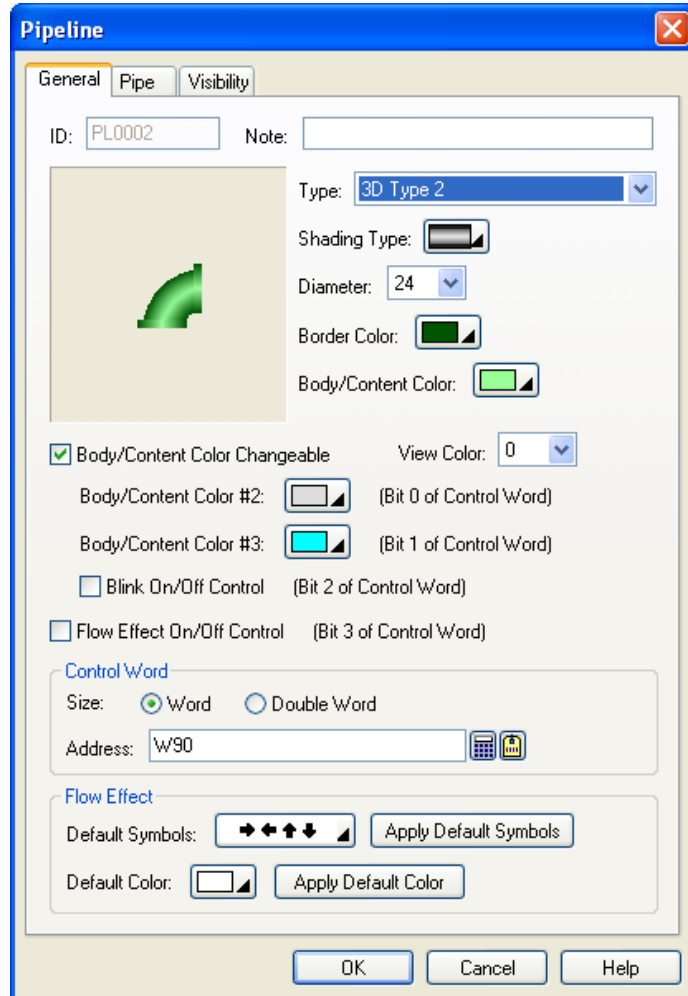 Pipeline
General Pipe Visibility
ID: PL0002 Note:
Type: 3D Type 2
Shading Type:
Diameter: 24
Border Color:
Body/Content Color:
Body/Content Color Changeable View Color: 0
Body/Content Color #2: (Bit 0 of Control Word)
Body/Content Color #3: (Bit 1 of Control Word)
Blink On/Off Control (Bit 2 of Control Word)
Flow Effect On/Off Control (Bit 3 of Control Word)
Control Word
Size: Word Double Word
Address: W90
Flow Effect
Default Symbols: Apply Default Symbols
Default Color: Apply Default Color
OK Cancel Help